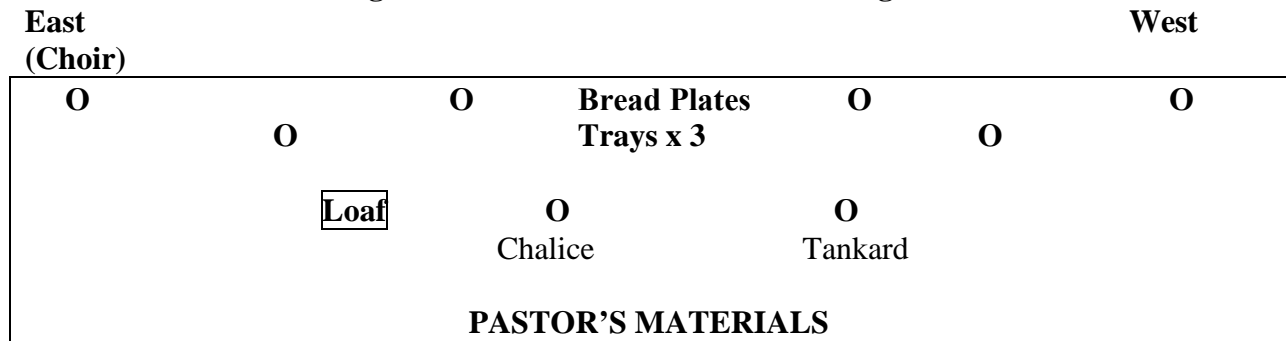 East West
(Choir)
O O Bread Plates O O
O Trays x 3 O
Loaf O O
Chalice Tankard
PASTOR'S MATERIALS